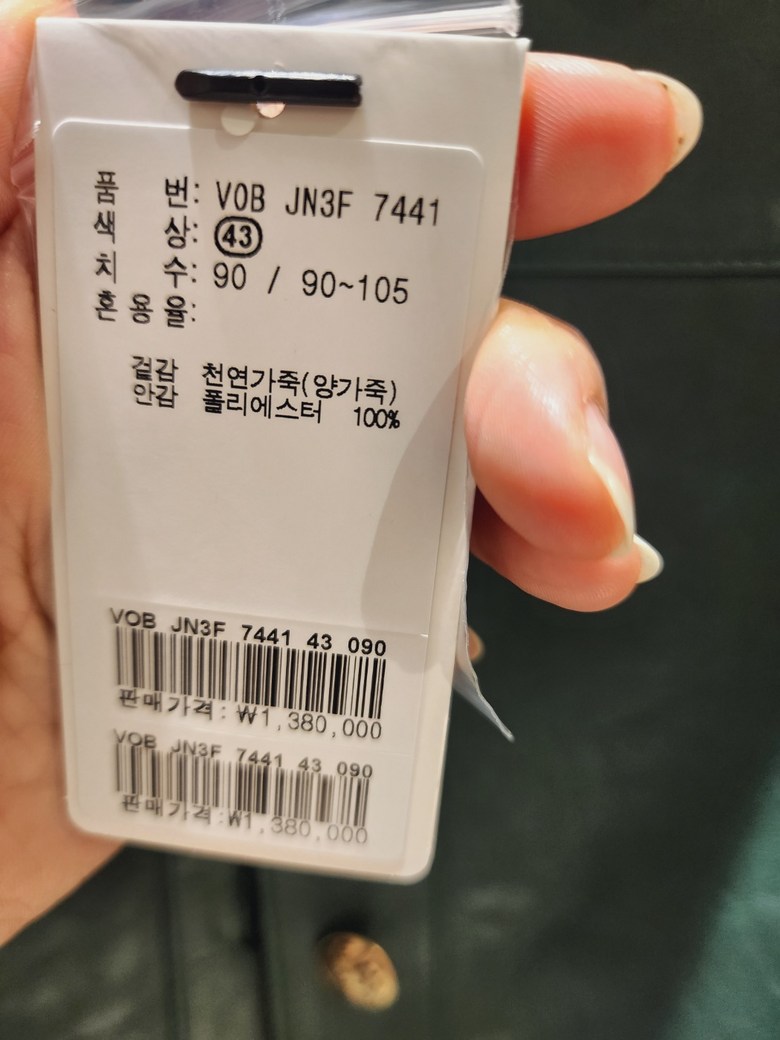 품 번: VOB JN3F 7441
색 상: 43
치 수: 90 / 90~105
혼 용 율:
겉감 천연가죽(양가죽)
안감 폴리에스터 100%
VOB JN3F 7441 43 090
판매가격: ₩1,380,000
VOB JN3F 7441 43 090
판매가격: ₩1,380,000